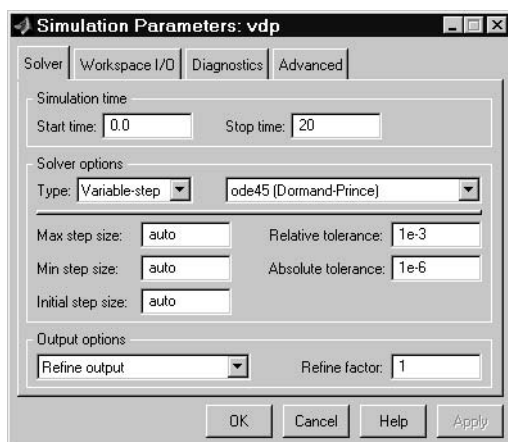 Simulation Parameters: vdp
Solver Workspace I/O Diagnostics Advanced
Simulation time
Start time: 0.0 Stop time: 20
Solver options
Type: Variable-step ode45 (Dormand-Prince)
Max step size: auto Relative tolerance: 1e-3
Min step size: auto Absolute tolerance: 1e-6
Initial step size: auto
Output options
Refine output Refine factor: 1
OK Cancel Help Apply